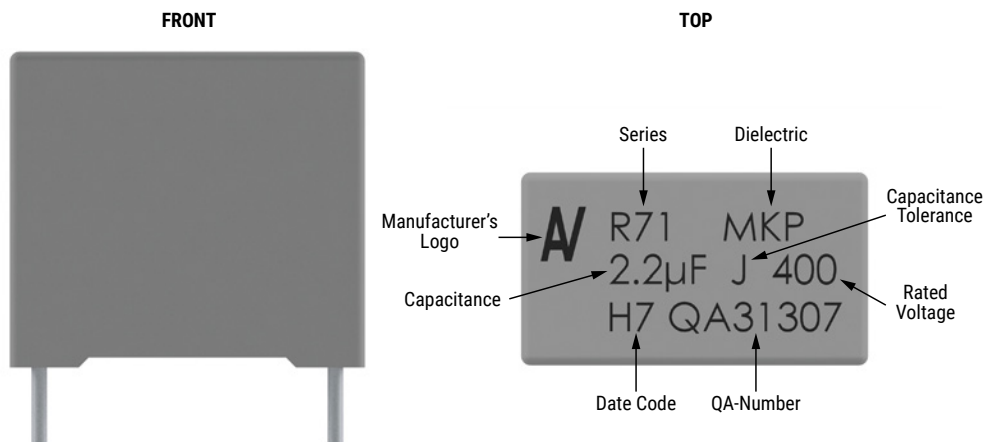 FRONT
TOP
Series
Dielectric
Capacitance
Tolerance
Manufacturer's
Logo
R71 MKP
2.2µF J 400
H7 QA31307
Capacitance
Rated
Voltage
Date Code
QA-Number